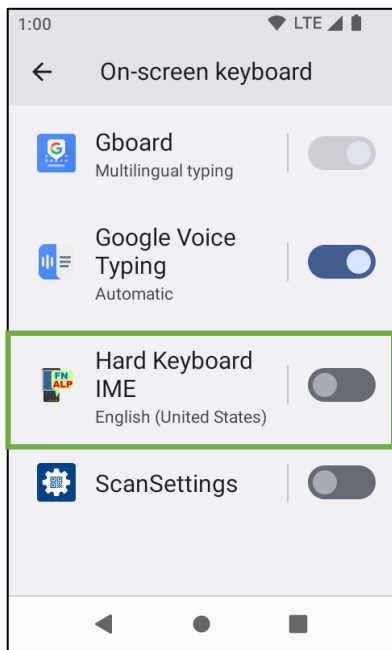 1:00 LTE
On-screen keyboard
G
Gboard
Multilingual typing
Google Voice
Typing
Automatic
FN
ALP
Hard Keyboard
IME
English (United States)
ScanSettings